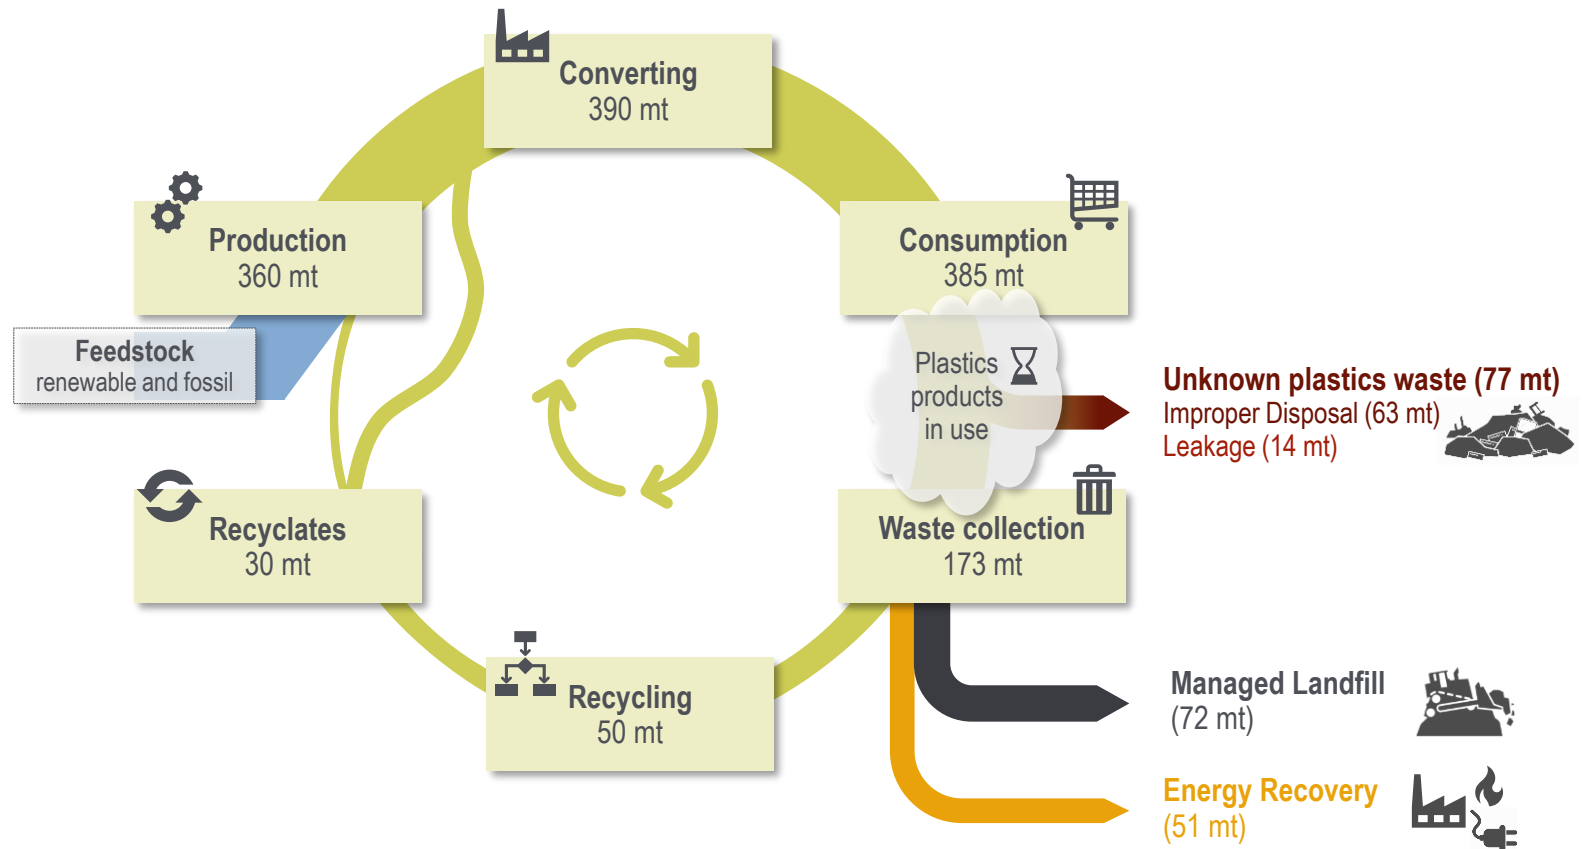 Converting
390 mt
Production
360 mt
Consumption
385 mt
Feedstock
renewable and fossil
Plastics
products
in use
Unknown plastics waste (77 mt)
Improper Disposal (63 mt)
Leakage (14 mt)
Recyclates
30 mt
Waste collection
173 mt
Recycling
50 mt
Managed Landfill
(72 mt)
Energy Recovery
(51 mt)